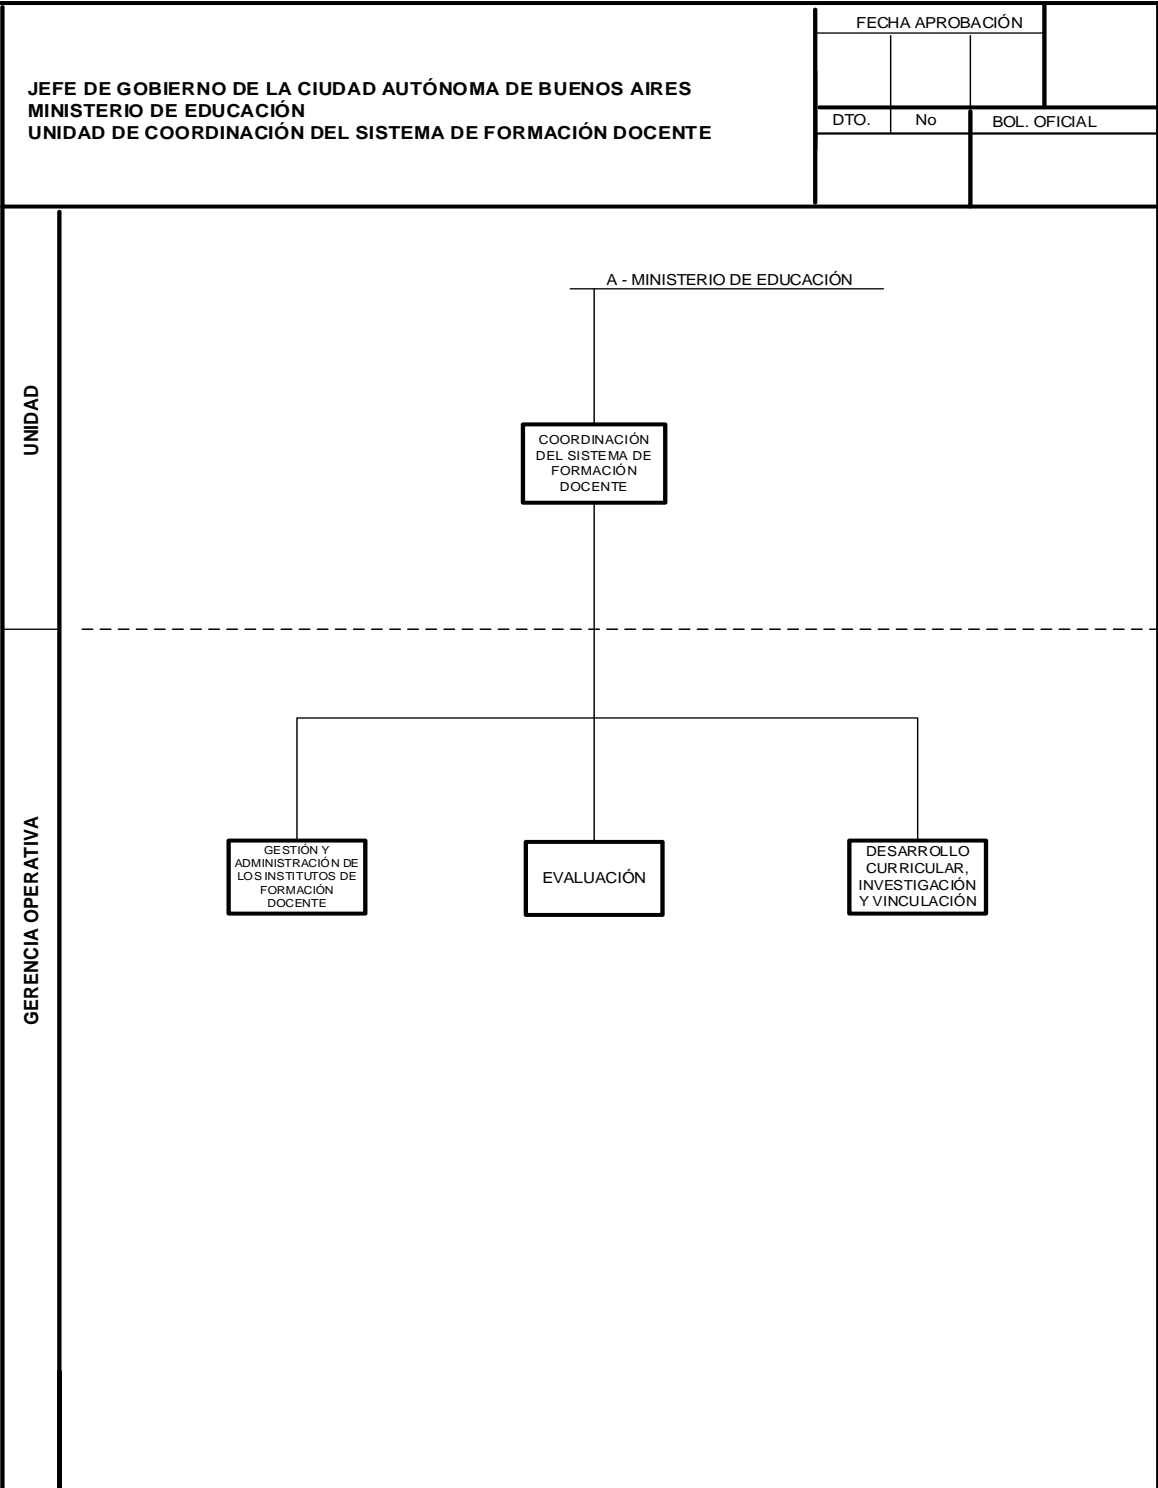 FECHA APROBACIÓN
JEFE DE GOBIERNO DE LA CIUDAD AUTÓNOMA DE BUENOS AIRES
MINISTERIO DE EDUCACIÓN
UNIDAD DE COORDINACIÓN DEL SISTEMA DE FORMACIÓN DOCENTE
DTO. No BOL. OFICIAL
A - MINISTERIO DE EDUCACIÓN
UNIDAD
COORDINACIÓN
DEL SISTEMA DE
FORMACIÓN
DOCENTE
GERENCIA OPERATIVA
GESTIÓN Y
ADMINISTRACIÓN DE
LOS INSTITUTOS DE
FORMACIÓN
DOCENTE
EVALUACIÓN
DESARROLLO
CURRICULAR,
INVESTIGACIÓN
Y VINCULACIÓN